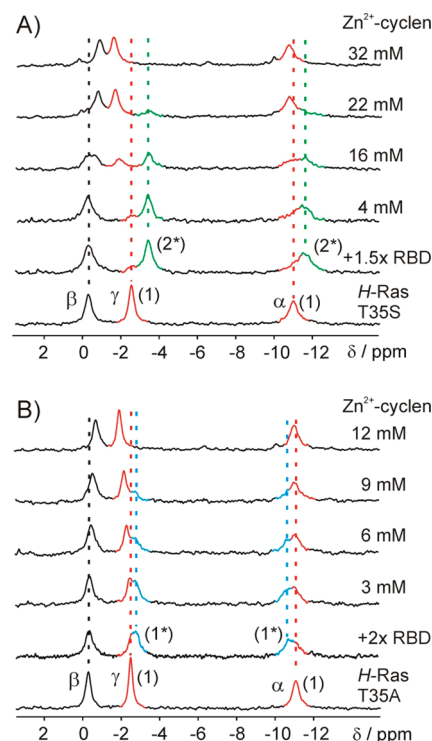 A)
Zn²⁺-cyclen
32 mM
22 mM
16 mM
4 mM
(2*)
(2*)
+1.5x RBD
β γ (1) α (1)
H-Ras
T35S
2 0 -2 -4 -6 -8 -10 -12
δ / ppm
B)
Zn²⁺-cyclen
12 mM
9 mM
6 mM
3 mM
(1*) (1*)
+2x RBD
β γ (1) α (1)
H-Ras
T35A
2 0 -2 -4 -6 -8 -10 -12
δ / ppm